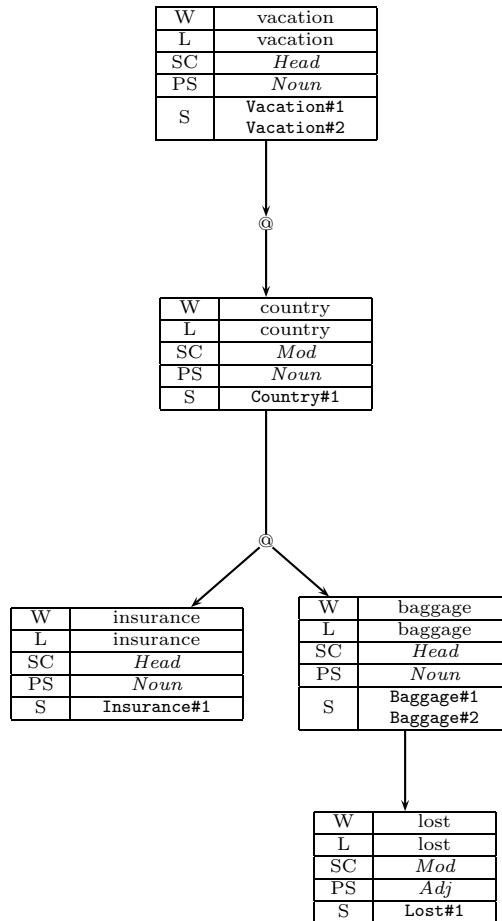 W vacation
L vacation
SC Head
PS Noun
S Vacation#1
Vacation#2
@
W country
L country
SC Mod
PS Noun
S Country#1
@
W insurance
L insurance
SC Head
PS Noun
S Insurance#1
W baggage
L baggage
SC Head
PS Noun
S Baggage#1
Baggage#2
W lost
L lost
SC Mod
PS Adj
S Lost#1